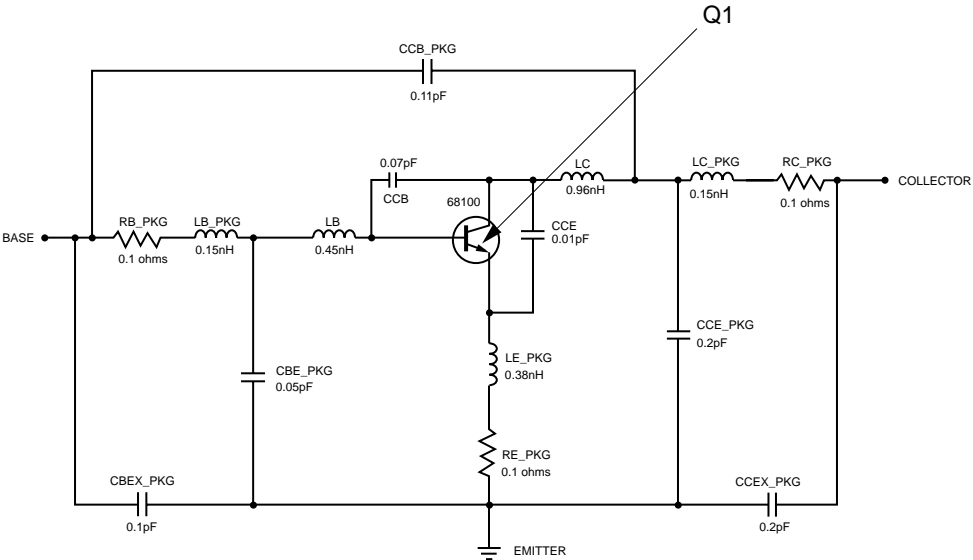 Q1
CCB_PKG
0.11pF
0.07pF
CCB
LC
0.96nH
LC_PKG
0.15nH
RC_PKG
0.1 ohms
COLLECTOR
68100
BASE
RB_PKG
0.1 ohms
LB_PKG
0.15nH
LB
0.45nH
CCE
0.01pF
CCE_PKG
0.2pF
LE_PKG
0.38nH
CBE_PKG
0.05pF
RE_PKG
0.1 ohms
CBEX_PKG
0.1pF
CCEX_PKG
0.2pF
EMITTER